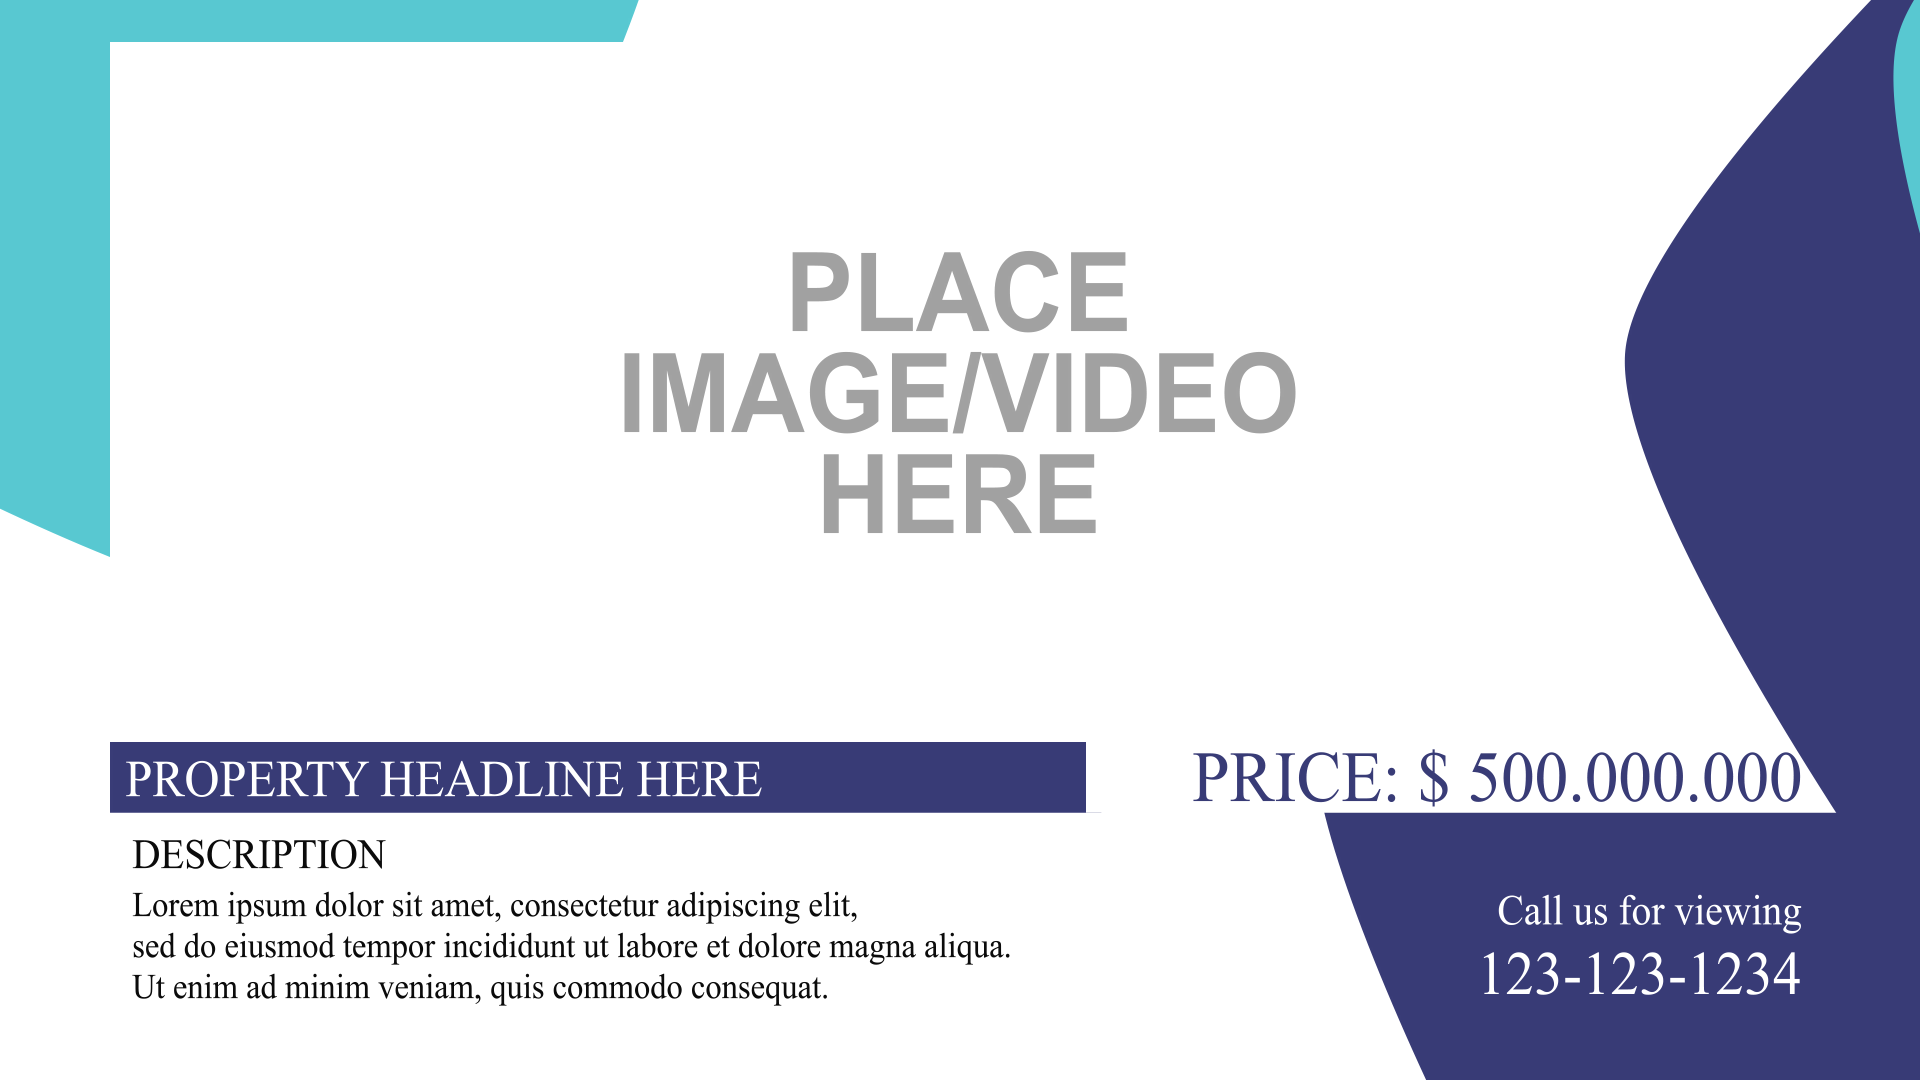 PLACE
IMAGE/VIDEO
HERE
PROPERTY HEADLINE HERE
PRICE: $ 500.000.000
DESCRIPTION
Lorem ipsum dolor sit amet, consectetur adipiscing elit,
sed do eiusmod tempor incididunt ut labore et dolore magna aliqua.
Ut enim ad minim veniam, quis commodo consequat.
Call us for viewing
123-123-1234